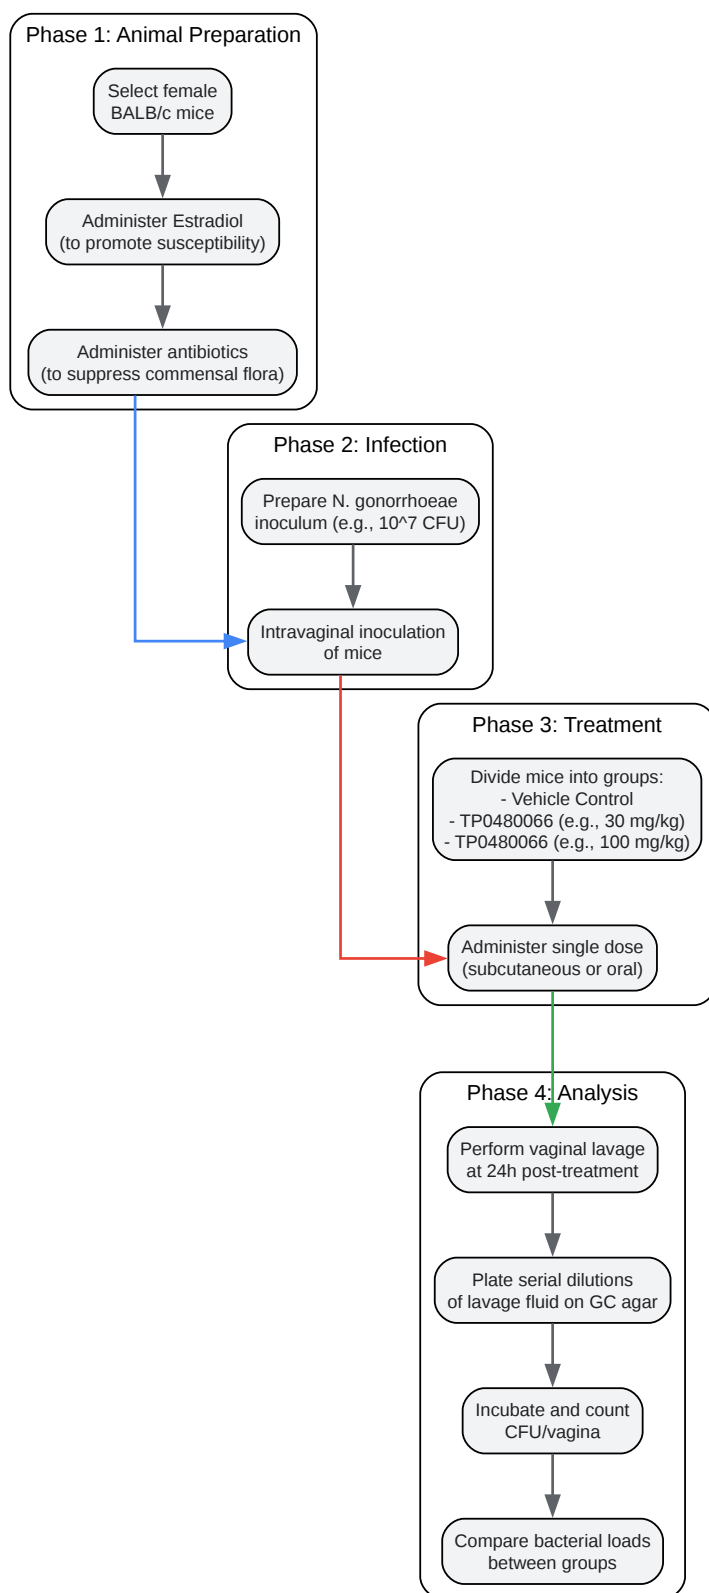 Phase 1: Animal Preparation
Select female
BALB/c mice
Administer Estradiol
(to promote susceptibility)
Administer antibiotics
(to suppress commensal flora)
Phase 2: Infection
Prepare N. gonorrhoeae
inoculum (e.g., 10^7 CFU)
Intravaginal inoculation
of mice
Phase 3: Treatment
Divide mice into groups:
- Vehicle Control
- TP0480066 (e.g., 30 mg/kg)
- TP0480066 (e.g., 100 mg/kg)
Administer single dose
(subcutaneous or oral)
Phase 4: Analysis
Perform vaginal lavage
at 24h post-treatment
Plate serial dilutions
of lavage fluid on GC agar
Incubate and count
CFU/vagina
Compare bacterial loads
between groups